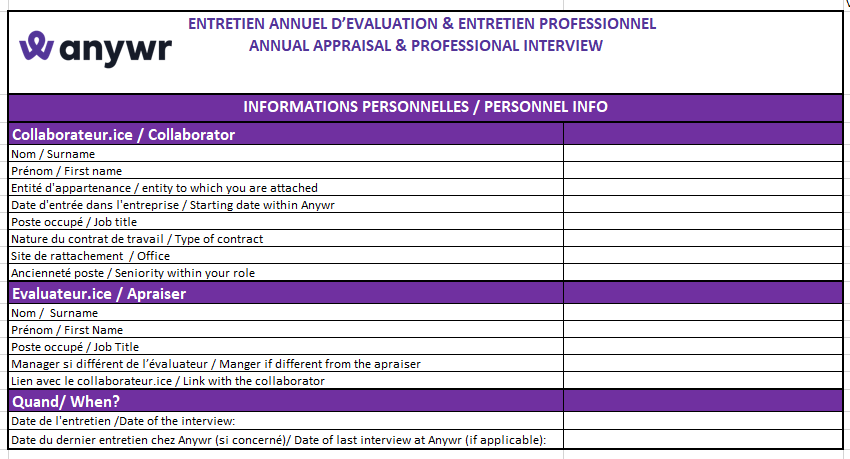 ENTRETIEN ANNUEL D’EVALUATION & ENTRETIEN PROFESSIONNEL
anywr
ANNUAL APPRAISAL & PROFESSIONAL INTERVIEW
INFORMATIONS PERSONNELLES / PERSONNEL INFO
Collaborateur.ice / Collaborator
Nom / Surname
Prénom / First name
Entité d'appartenance / entity to which you are attached
Date d'entrée dans l'entreprise / Starting date within Anywr
Poste occupé / Job title
Nature du contrat de travail / Type of contract
Site de rattachement  / Office
Ancienneté poste / Seniority within your role
Evaluateur.ice / Apraiser
Nom /  Surname
Prénom / First Name
Poste occupé / Job Title
Manager si différent de l’évaluateur / Manger if different from the apraiser
Lien avec le collaborateur.ice / Link with the collaborator
Quand/ When?
Date de l'entretien /Date of the interview:
Date du dernier entretien chez Anywr (si concerné)/ Date of last interview at Anywr (if applicable):